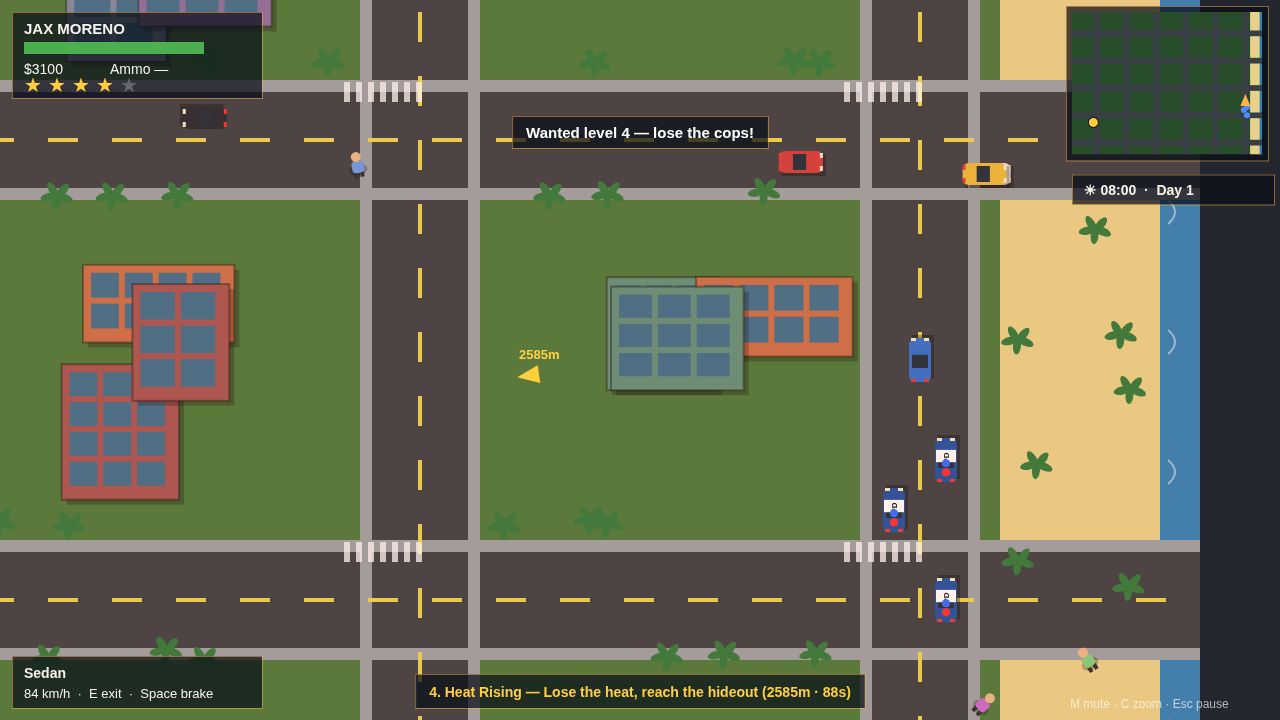 JAX MORENO
$3100 Ammo —
Wanted level 4 — lose the cops!
☀ 08:00 · Day 1
2585m
Sedan
84 km/h · E exit · Space brake
4. Heat Rising — Lose the heat, reach the hideout (2585m · 88s)
M mute · C zoom · Esc pause